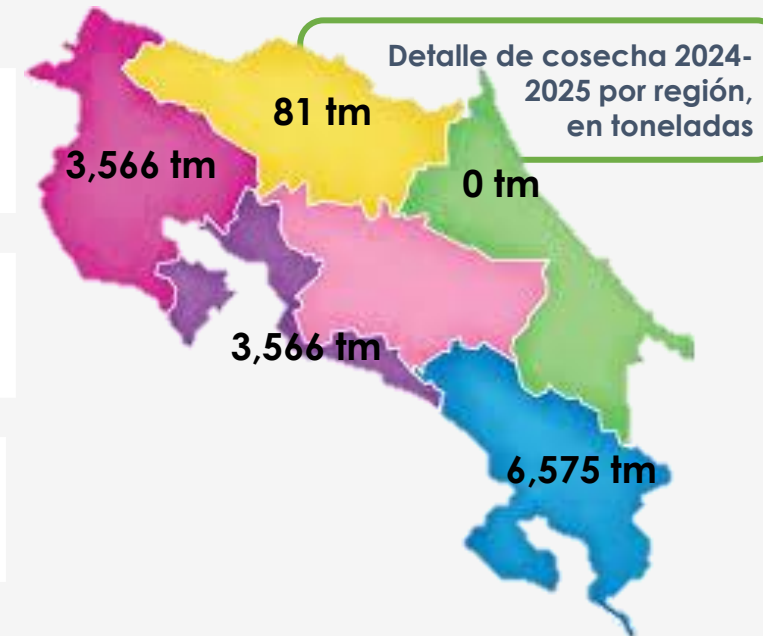 Detalle de cosecha 2024-
2025 por región,
en toneladas
81 tm
3,566 tm
0 tm
3,566 tm
6,575 tm